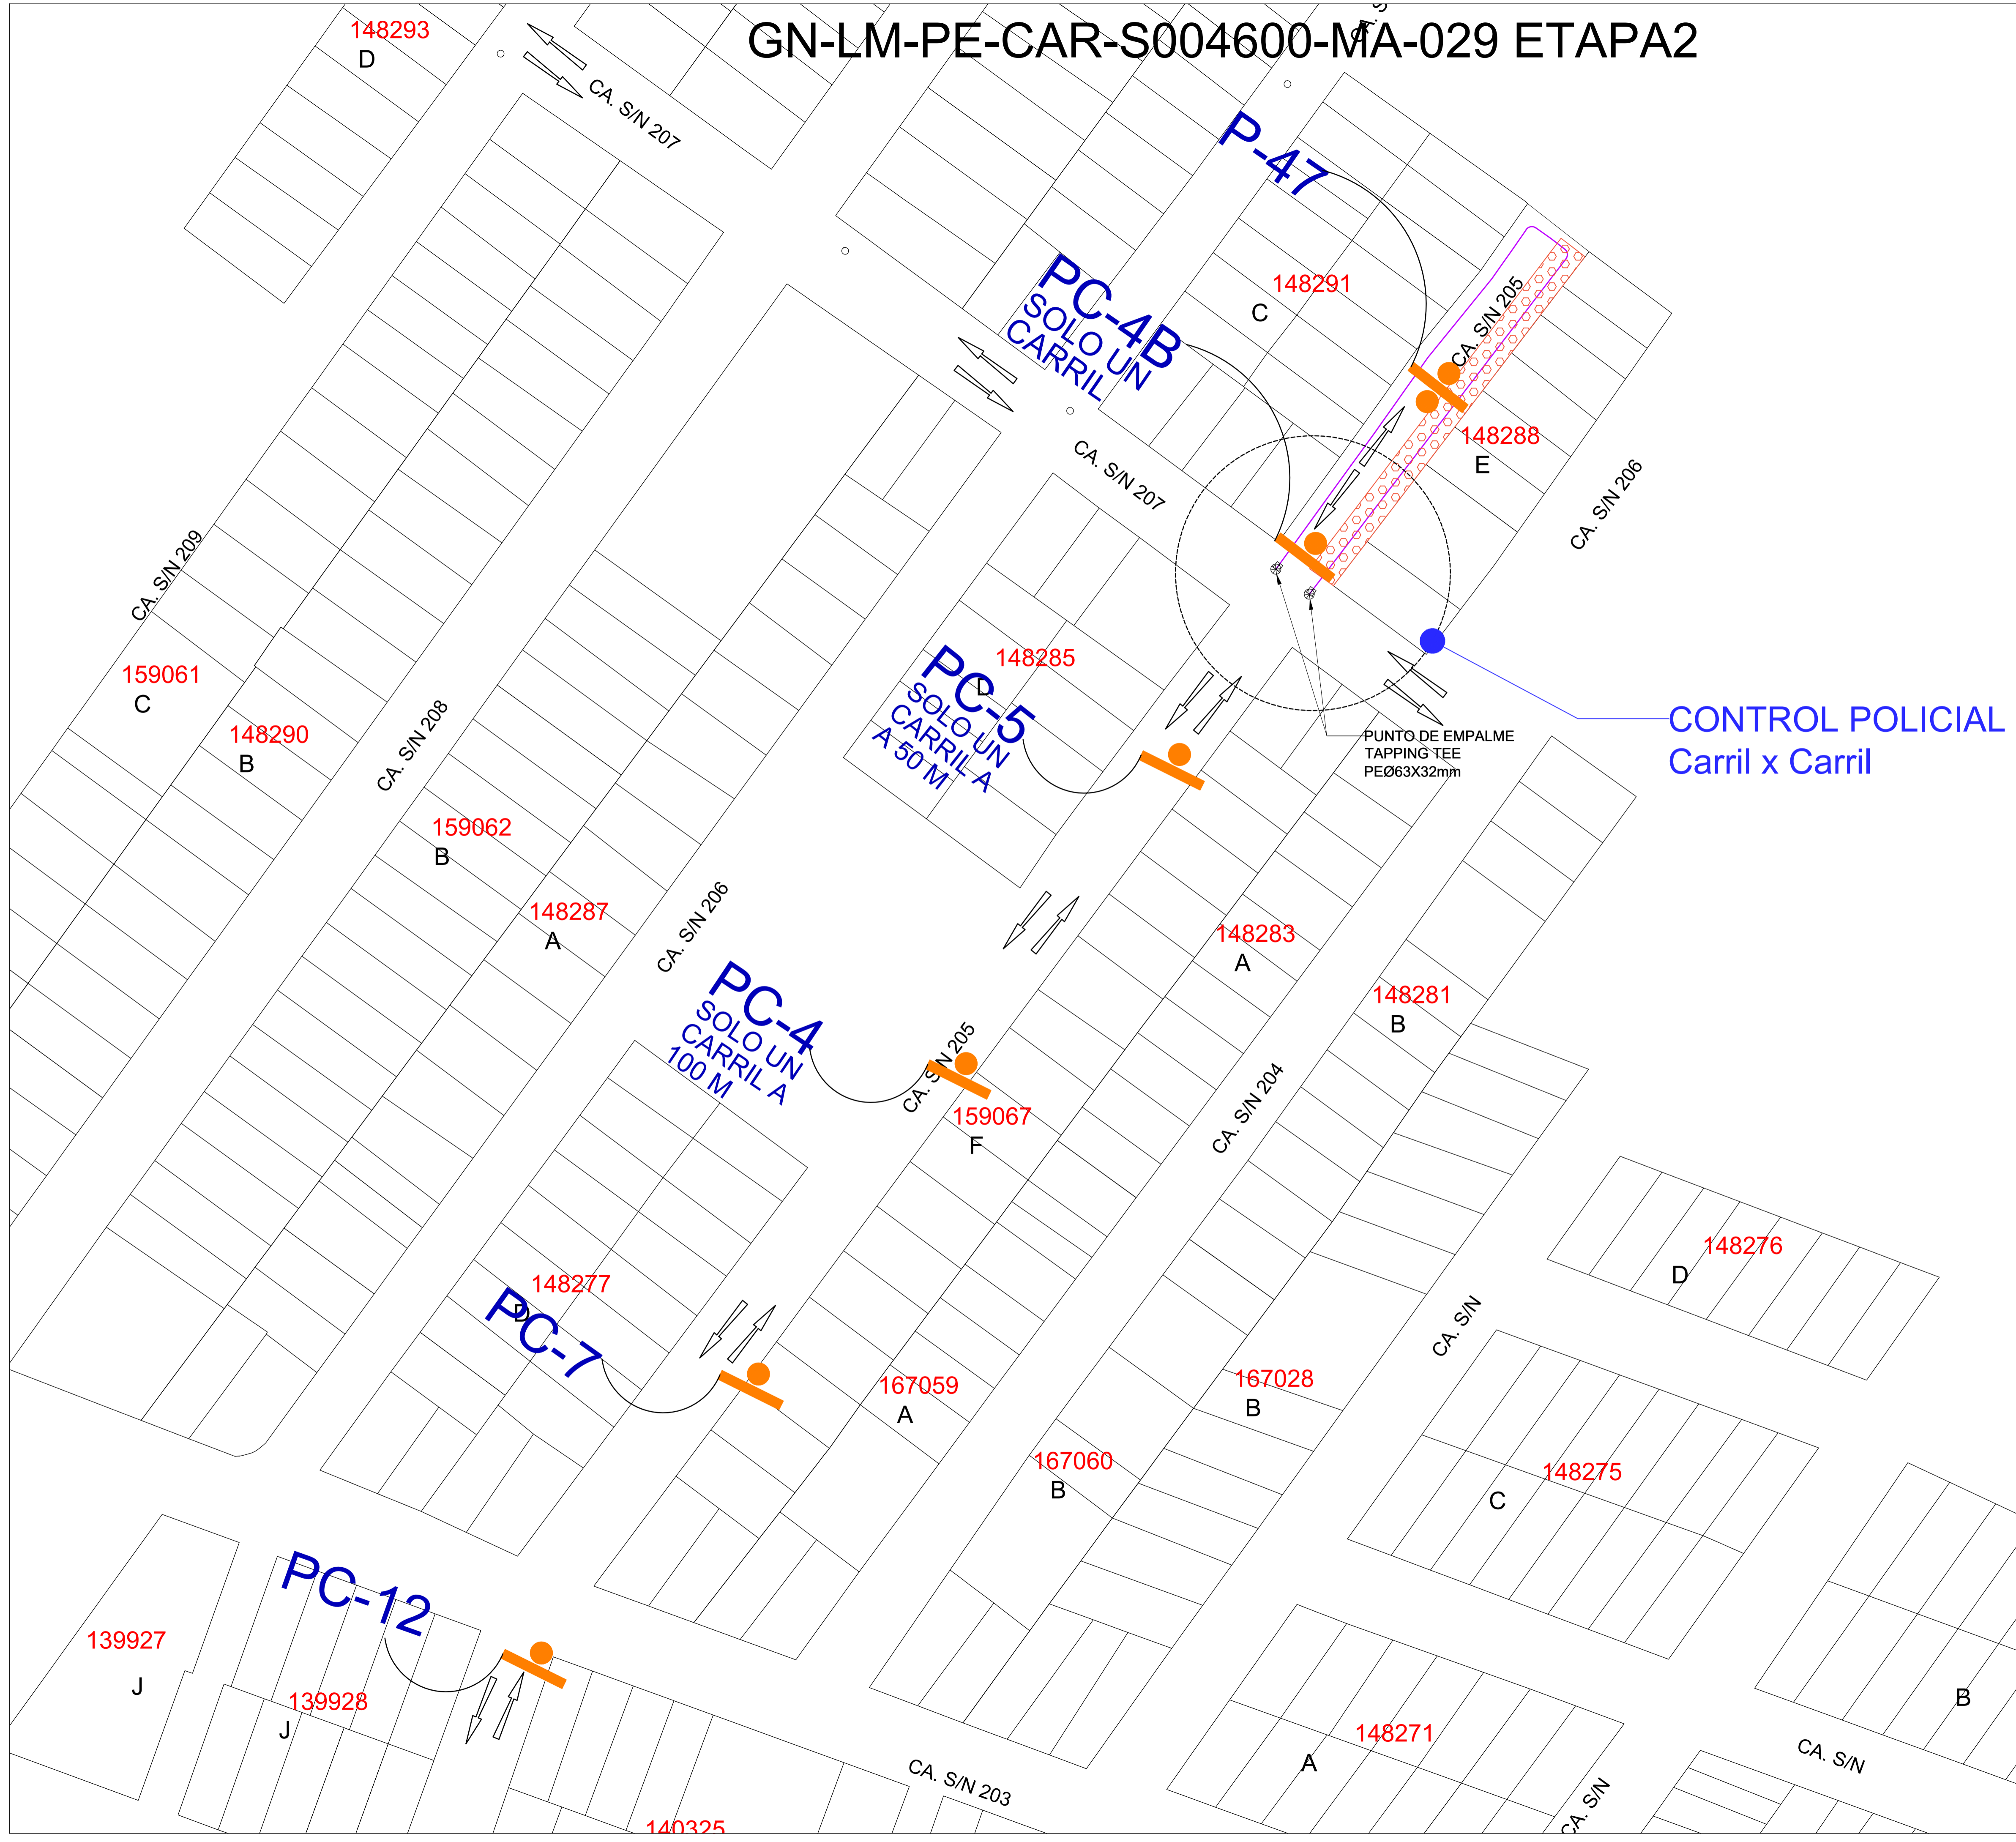 GN-LM-PE-CAR-S004600-MA-029 ETAPA2
148293
D
CA. S/N 207
P-47
PC-4B
SOLO UN
CARRIL
148291
C
CA. S/N 205
148288
E
CA. S/N 206
CA. S/N 207
CA. S/N 209
159061
C
148290
B
CA. S/N 208
PC-5
SOLO UN
CARRIL A
A 50 M
148285
D
PUNTO DE EMPALME
TAPPING TEE
PEØ63X32mm
CONTROL POLICIAL
Carril x Carril
159062
B
148287
A
CA. S/N 206
148283
A
148281
B
PC-4
SOLO UN
CARRIL A
100 M
CA. S/N 205
159067
F
CA. S/N 204
148276
D
148277
D
PC-7
CA. S/N
167059
A
167028
B
167060
B
148275
C
PC-12
139927
J
139928
J
148271
A
B
CA. S/N
CA. S/N
CA. S/N 203
140325